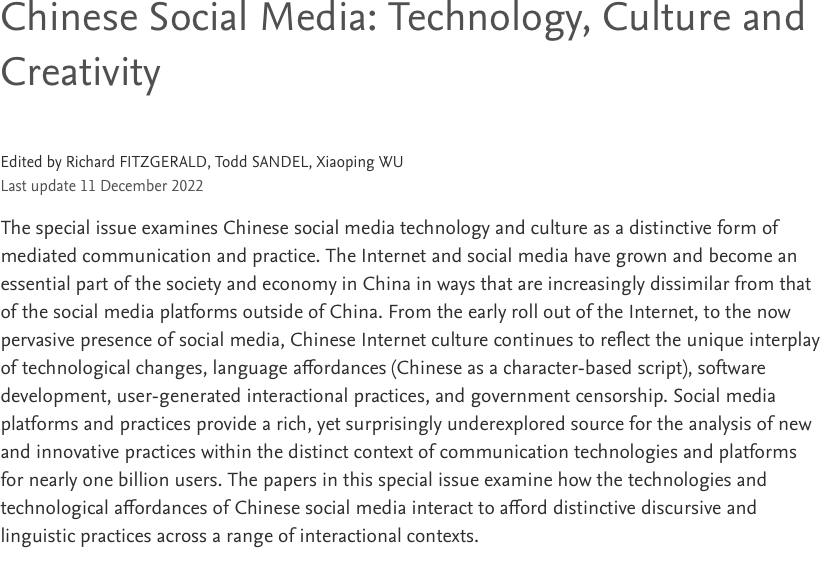 Chinese Social Media: Technology, Culture and
Creativity
Edited by Richard FITZGERALD, Todd SANDEL, Xiaoping WU
Last update 11 December 2022
The special issue examines Chinese social media technology and culture as a distinctive form of
mediated communication and practice. The Internet and social media have grown and become an
essential part of the society and economy in China in ways that are increasingly dissimilar from that
of the social media platforms outside of China. From the early roll out of the Internet, to the now
pervasive presence of social media, Chinese Internet culture continues to reflect the unique interplay
of technological changes, language affordances (Chinese as a character-based script), software
development, user-generated interactional practices, and government censorship. Social media
platforms and practices provide a rich, yet surprisingly underexplored source for the analysis of new
and innovative practices within the distinct context of communication technologies and platforms
for nearly one billion users. The papers in this special issue examine how the technologies and
technological affordances of Chinese social media interact to afford distinctive discursive and
linguistic practices across a range of interactional contexts.